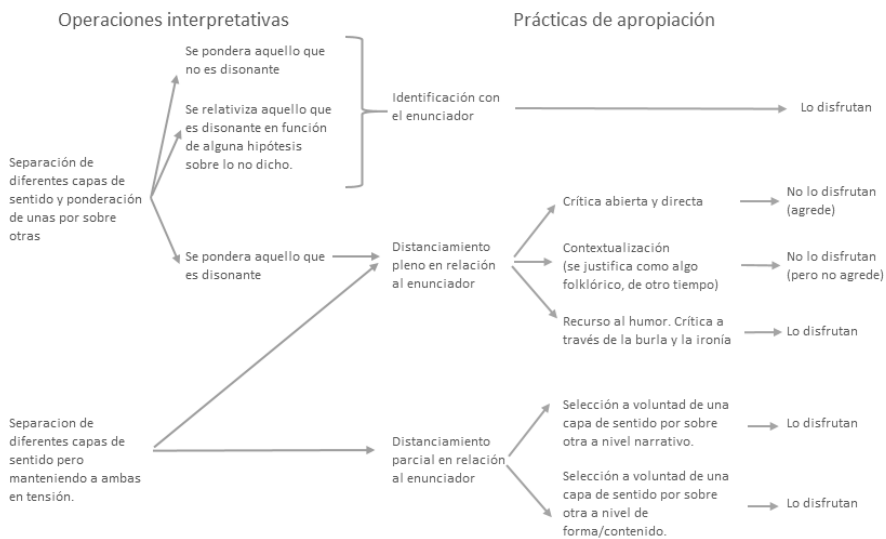 Operaciones interpretativas
Prácticas de apropiación
Separación de
diferentes capas de
sentido y ponderación
de unas por sobre
otras
Se pondera aquello que
no es disonante
Se relativiza aquello que
es disonante en función
de alguna hipótesis
sobre lo no dicho.
Identificación con
el enunciador
Lo disfrutan
Se pondera aquello que
es disonante
Distanciamiento
pleno en relación
al enunciador
Crítica abierta y directa
No lo disfrutan
(agrede)
Contextualización
(se justifica como algo
folklórico, de otro tiempo)
No lo disfrutan
(pero no agrede)
Recurso al humor. Crítica a
través de la burla y la ironía
Lo disfrutan
Separacion de
diferentes capas de
sentido pero
manteniendo a ambas
en tensión.
Distanciamiento
parcial en relación
al enunciador
Selección a voluntad de una
capa de sentido por sobre
otra a nivel narrativo.
Lo disfrutan
Selección a voluntad de una
capa de sentido por sobre
otra a nivel de
forma/contenido.
Lo disfrutan